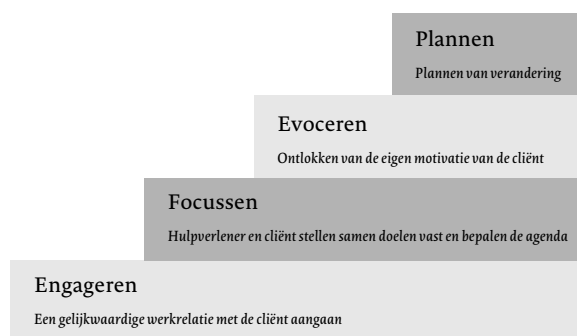 Plannen
Plannen van verandering
Evoceren
Ontlokken van de eigen motivatie van de cliënt
Focussen
Hulpverlener en cliënt stellen samen doelen vast en bepalen de agenda
Engageren
Een gelijkwaardige werkrelatie met de cliënt aangaan